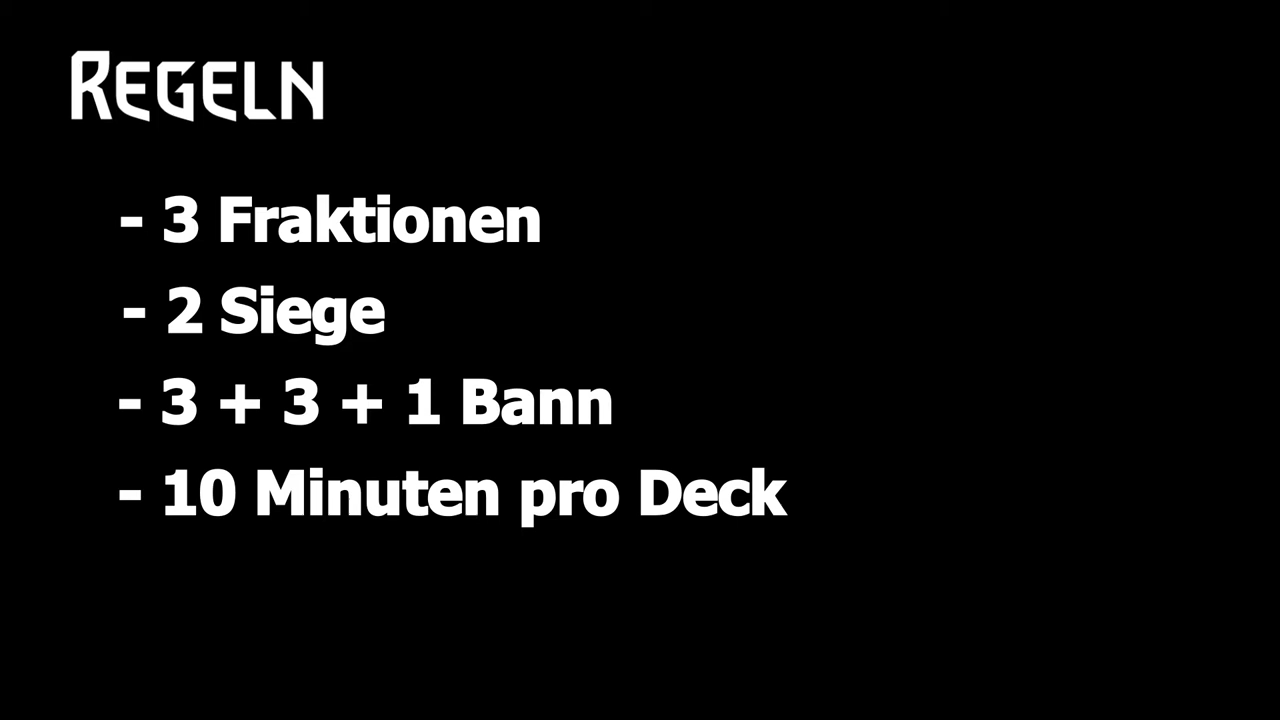 Regeln
- 3 Fraktionen
- 2 Siege
- 3 + 3 + 1 Bann
- 10 Minuten pro Deck